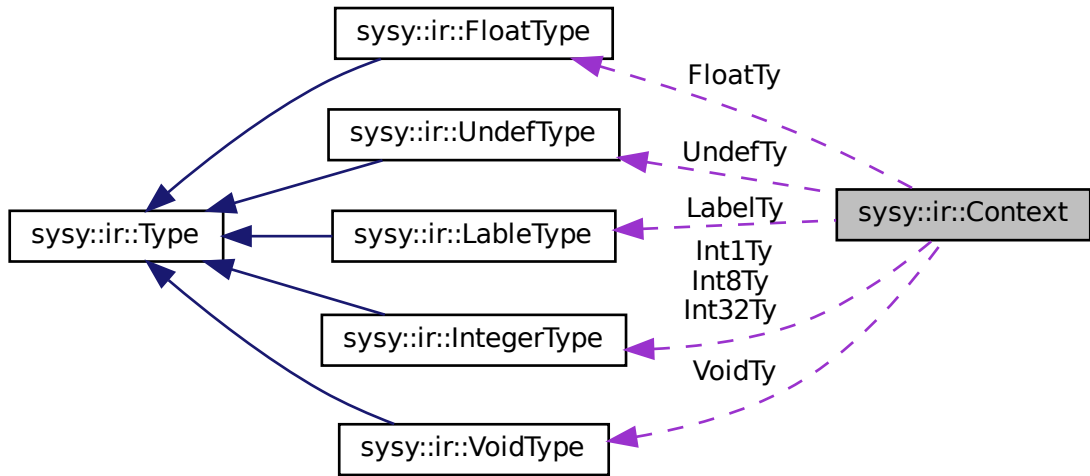 sysy::ir::FloatType
FloatTy
sysy::ir::UndefType
UndefTy
sysy::ir::Type
sysy::ir::LableType
LabelTy
sysy::ir::Context
Int1Ty
Int8Ty
Int32Ty
sysy::ir::IntegerType
VoidTy
sysy::ir::VoidType